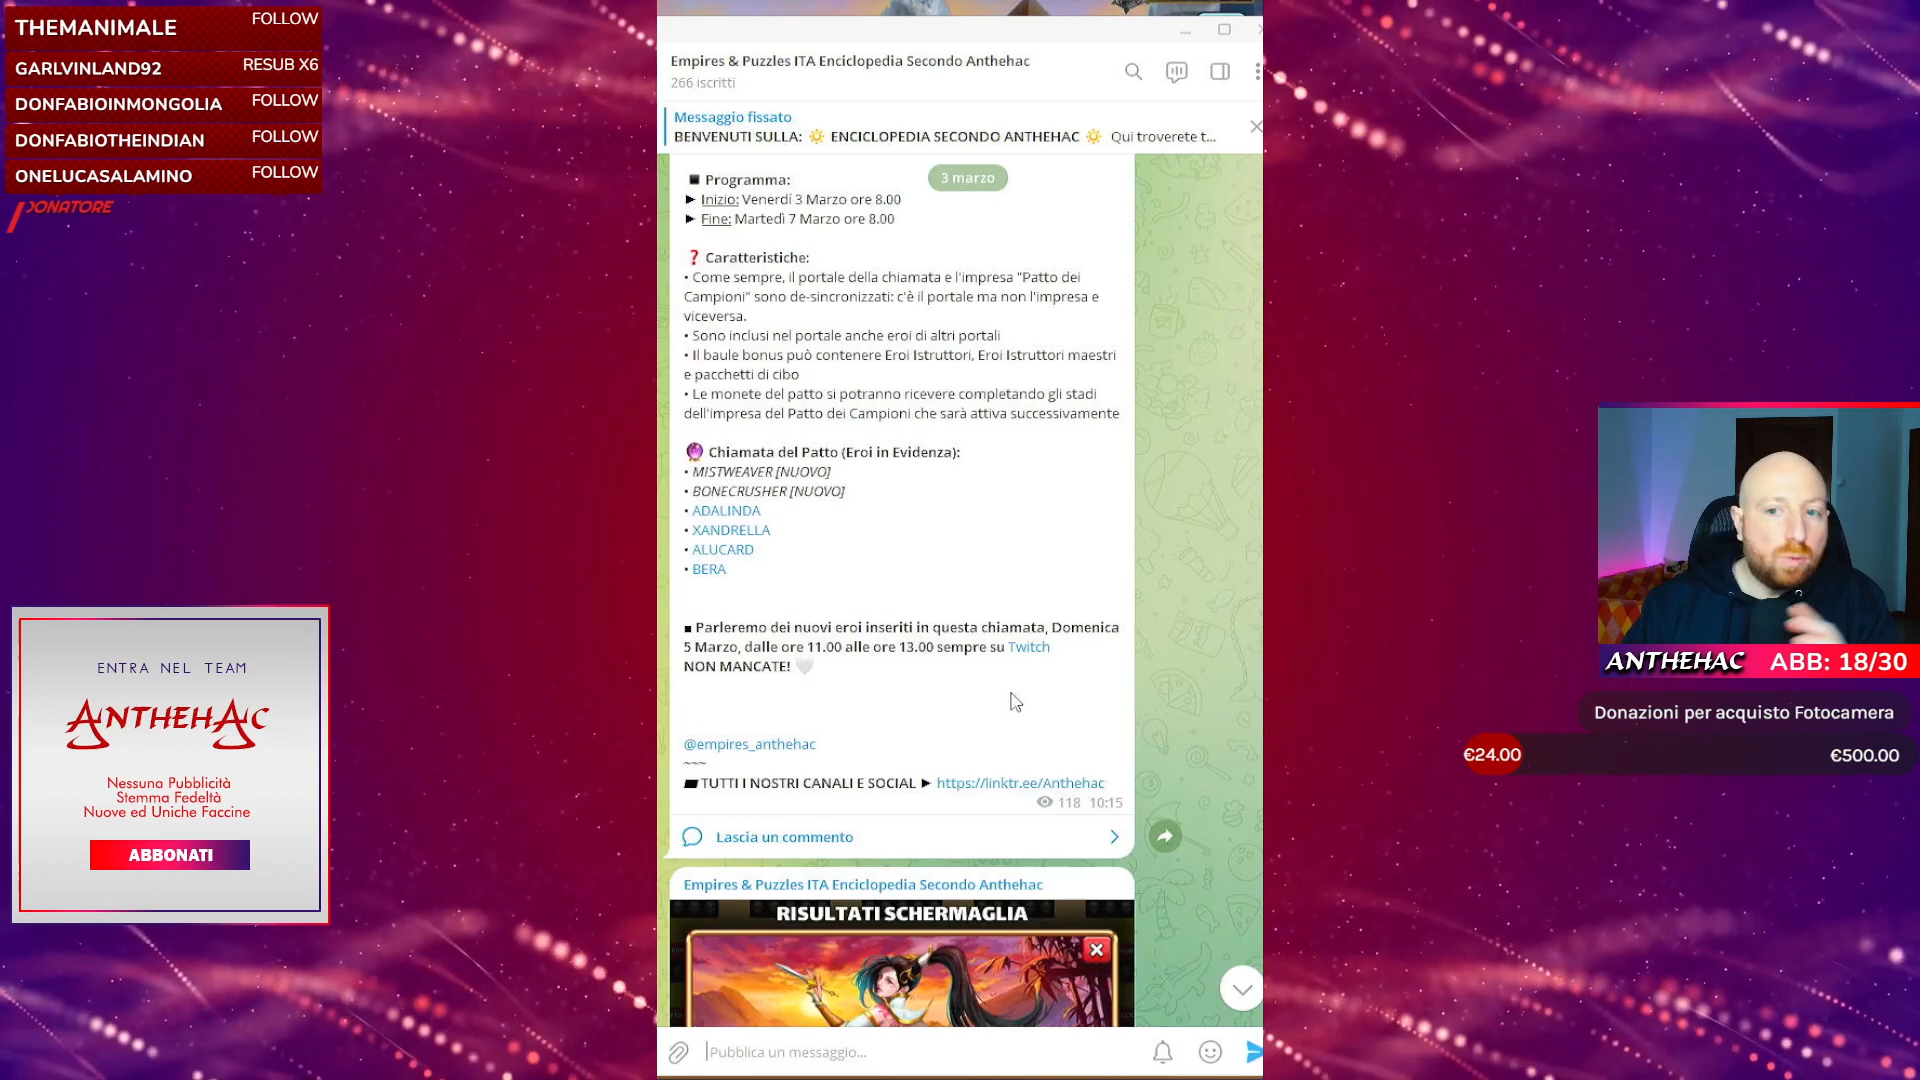 THEMANIMALE FOLLOW
GARLVINLAND92 RESUB X6
DONFABIOINMONGOLIA FOLLOW
DONFABIOTHEINDIAN FOLLOW
ONELUCASALAMINO FOLLOW
DONATORE
ENTRA NEL TEAM
ANTHEHAC
Nessuna Pubblicità
Stemma Fedeltà
Nuove ed Uniche Faccine
ABBONATI
Empires & Puzzles ITA Enciclopedia Secondo Anthehac
266 iscritti
Messaggio fissato
BENVENUTI SULLA: ☀️ ENCICLOPEDIA SECONDO ANTHEHAC ☀️ Qui troverete t...
3 marzo
◾ Programma:
► Inizio: Venerdí 3 Marzo ore 8.00
► Fine: Martedì 7 Marzo ore 8.00
❓ Caratteristiche:
• Come sempre, il portale della chiamata e l'impresa "Patto dei
Campioni" sono de-sincronizzati: c'è il portale ma non l'impresa e
viceversa.
• Sono inclusi nel portale anche eroi di altri portali
• Il baule bonus può contenere Eroi Istruttori, Eroi Istruttori maestri
e pacchetti di cibo
• Le monete del patto si potranno ricevere completando gli stadi
dell'impresa del Patto dei Campioni che sarà attiva successivamente
🔮 Chiamata del Patto (Eroi in Evidenza):
• MISTWEAVER [NUOVO]
• BONECRUSHER [NUOVO]
• ADALINDA
• XANDRELLA
• ALUCARD
• BERA
▪ Parleremo dei nuovi eroi inseriti in questa chiamata, Domenica
5 Marzo, dalle ore 11.00 alle ore 13.00 sempre su Twitch
NON MANCATE! 🤍
@empires_anthehac
~~~
▰ TUTTI I NOSTRI CANALI E SOCIAL ► https://linktr.ee/Anthehac
118 10:15
Lascia un commento
Empires & Puzzles ITA Enciclopedia Secondo Anthehac
RISULTATI SCHERMAGLIA
Pubblica un messaggio...
ANTHEHAC ABB: 18/30
Donazioni per acquisto Fotocamera
€24.00 €500.00